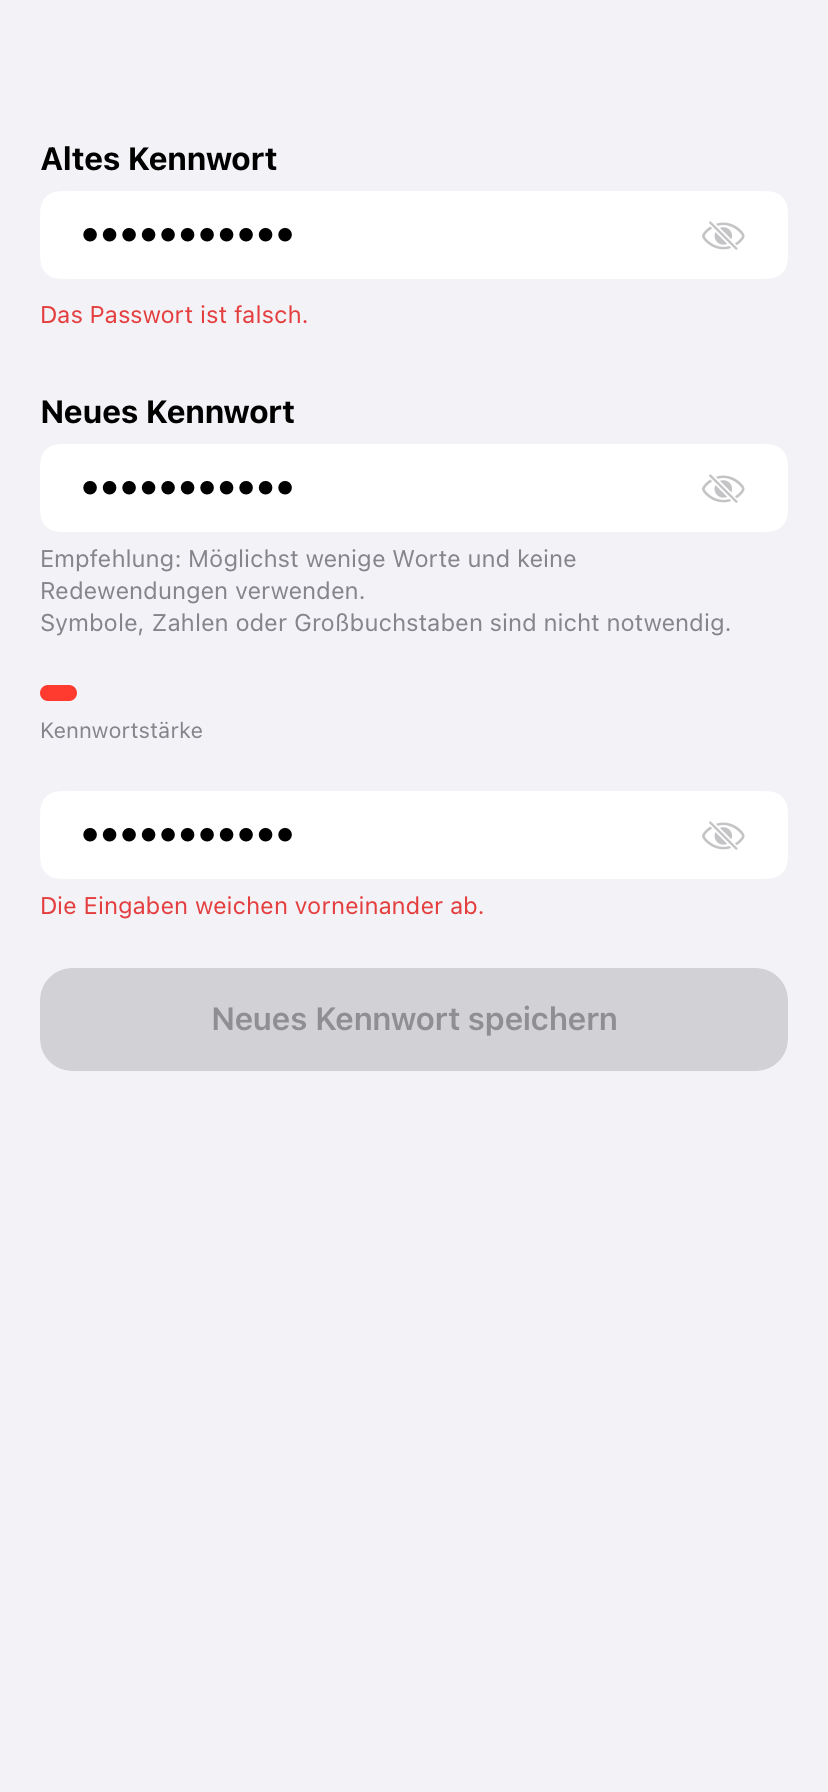 Altes Kennwort
•••••••••••
Das Passwort ist falsch.
Neues Kennwort
•••••••••••
Empfehlung: Möglichst wenige Worte und keine
Redewendungen verwenden.
Symbole, Zahlen oder Großbuchstaben sind nicht notwendig.
Kennwortstärke
•••••••••••
Die Eingaben weichen vorneinander ab.
Neues Kennwort speichern